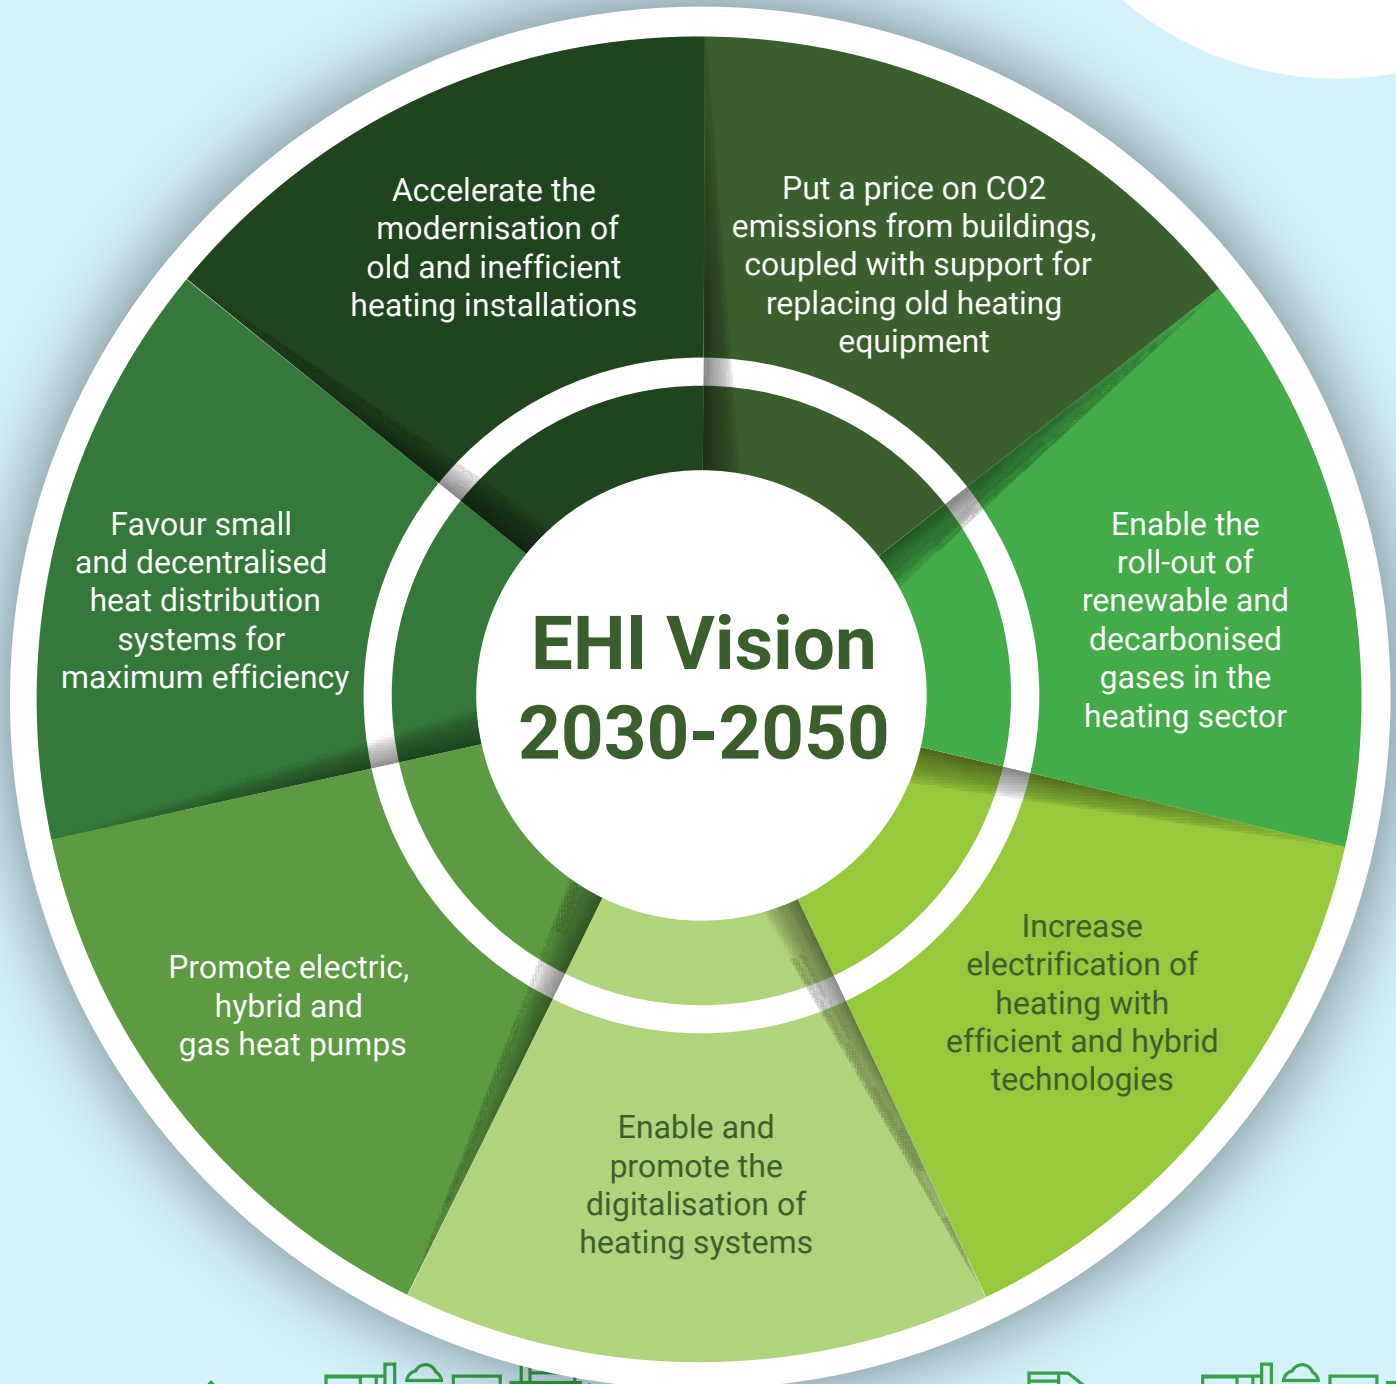 Accelerate the
modernisation of
old and inefficient
heating installations
Put a price on CO2
emissions from buildings,
coupled with support for
replacing old heating
equipment
Favour small
and decentralised
heat distribution
systems for
maximum efficiency
Enable the
roll-out of
renewable and
decarbonised
gases in the
heating sector
EHI Vision
2030-2050
Promote electric,
hybrid and
gas heat pumps
Increase
electrification of
heating with
efficient and hybrid
technologies
Enable and
promote the
digitalisation of
heating systems